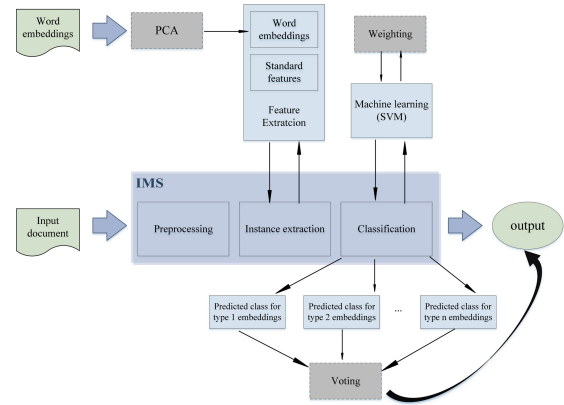 Word
embeddings
PCA
Word
embeddings
Standard
features
Feature
Extratcion
Weighting
Machine learning
(SVM)
IMS
Input
document
Preprocessing
Instance extraction
Classification
output
Predicted class for
type 1 embeddings
Predicted class for
type 2 embeddings
...
Predicted class for
type n embeddings
Voting